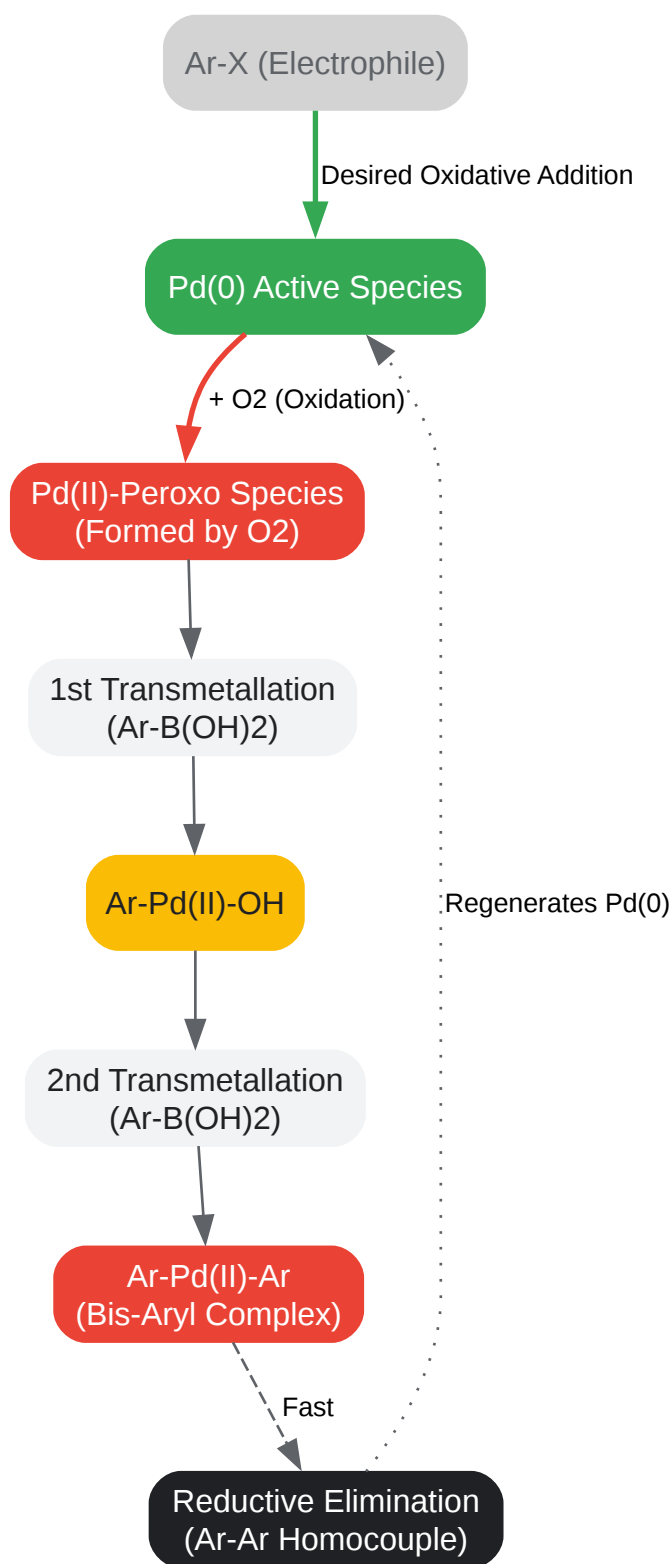 Ar-X (Electrophile)
Desired Oxidative Addition
Pd(0) Active Species
+ O2 (Oxidation)
Pd(II)-Peroxo Species
(Formed by O2)
1st Transmetallation
(Ar-B(OH)2)
Ar-Pd(II)-OH
Regenerates Pd(0)
2nd Transmetallation
(Ar-B(OH)2)
Ar-Pd(II)-Ar
(Bis-Aryl Complex)
Fast
Reductive Elimination
(Ar-Ar Homocouple)